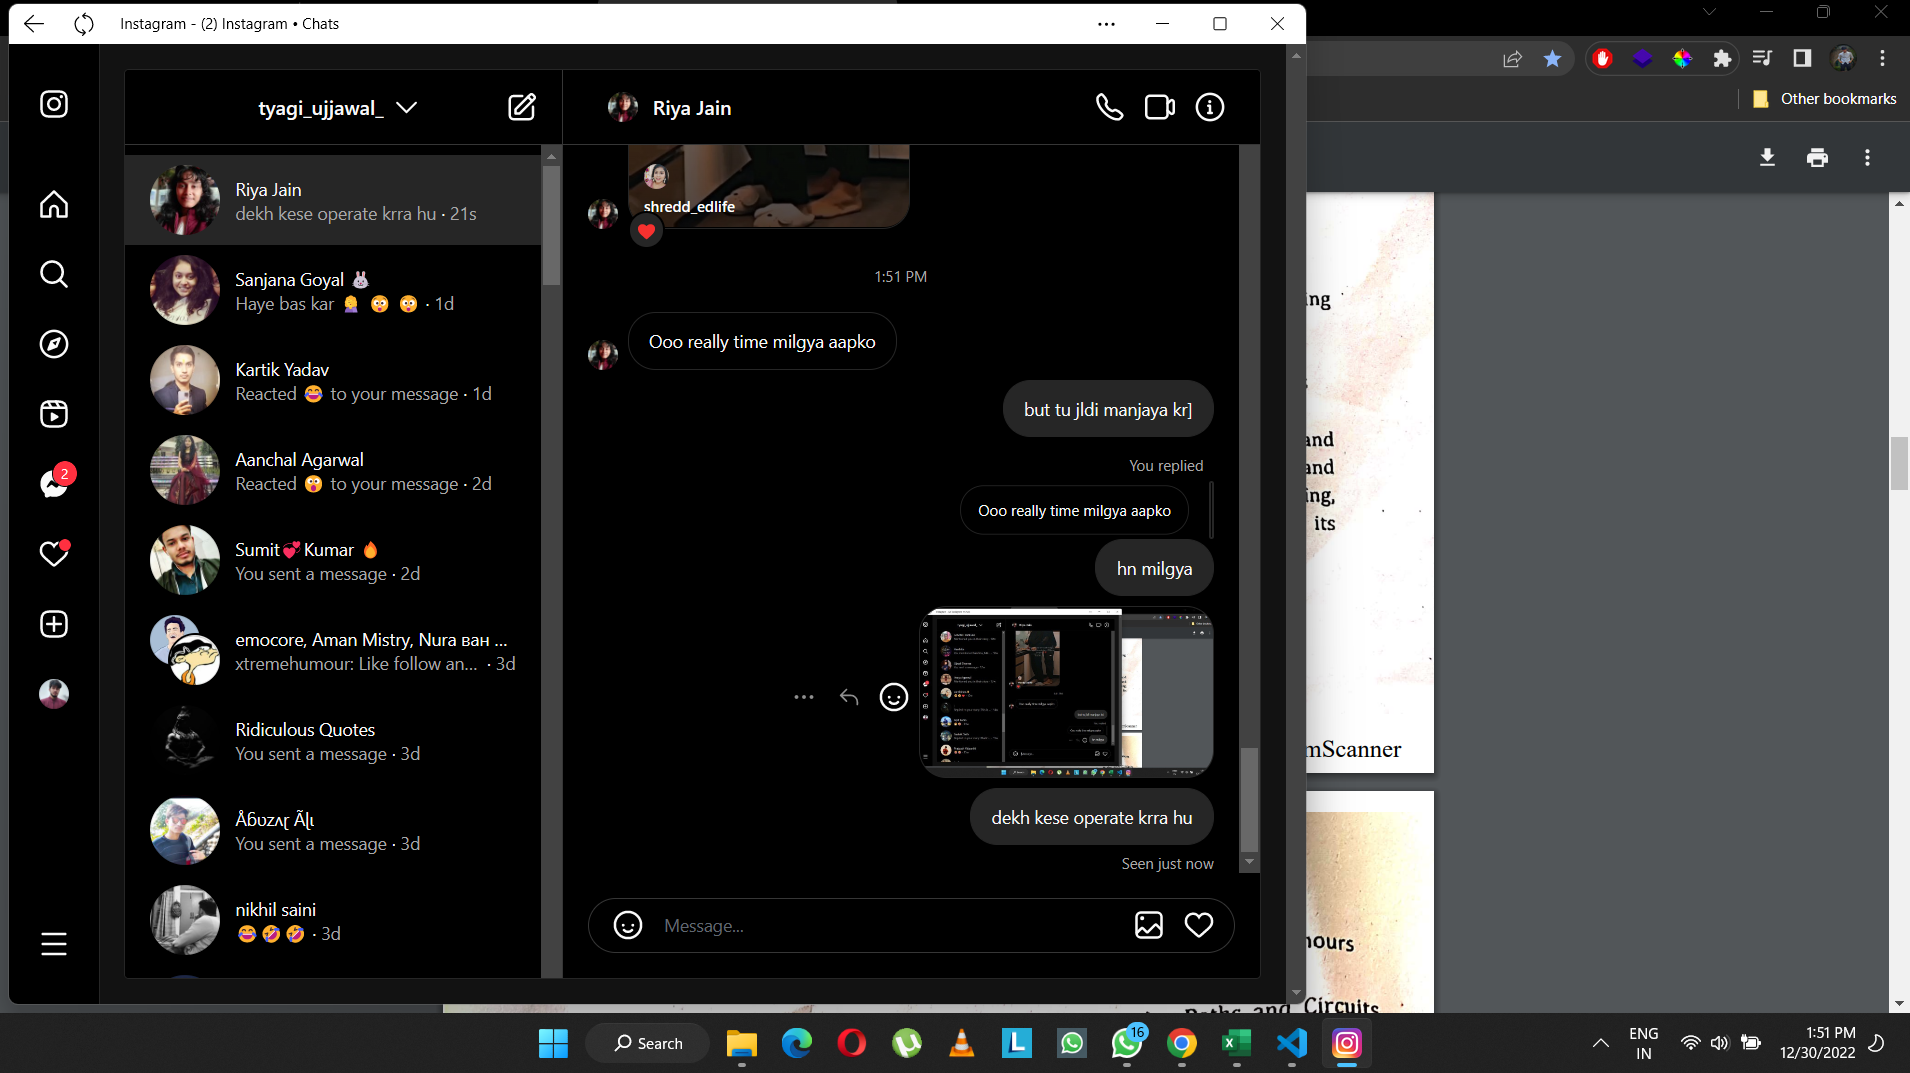 Instagram - (2) Instagram • Chats
Other bookmarks
tyagi_ujjawal_
Riya Jain
dekh kese operate krra hu · 21s
Sanjana Goyal 🐰
Haye bas kar 🤦‍♀️ 😳 😳 · 1d
Kartik Yadav
Reacted 😂 to your message · 1d
Aanchal Agarwal
Reacted 😲 to your message · 2d
Sumit💞Kumar 🔥
You sent a message · 2d
emocore, Aman Mistry, Nura ван ...
xtremehumour: Like follow an... · 3d
Ridiculous Quotes
You sent a message · 3d
You sent a message · 3d
nikhil saini
😂🤣🤣 · 3d
2
Riya Jain
shredd_edlife
1:51 PM
Ooo really time milgya aapko
but tu jldi manjaya kr]
You replied
Ooo really time milgya aapko
hn milgya
dekh kese operate krra hu
Seen just now
Message...
ing
and
and
ing,
its
mScanner
hours
and Circuits
Search
16
ENG
IN
1:51 PM
12/30/2022